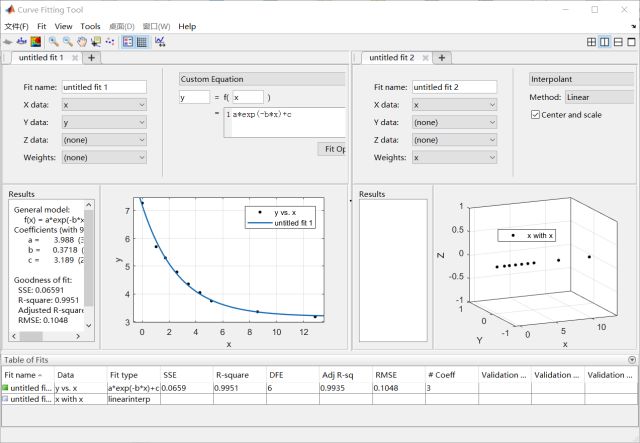 Curve Fitting Tool
文件(F) Fit View Tools 桌面(D) 窗口(W) Help
untitled fit 1
Fit name: untitled fit 1
X data: x
Y data: y
Z data: (none)
Weights: (none)
Custom Equation
y = f( x )
= 1 a*exp(-b*x)+c
Fit Op
Results
General model:
f(x) = a*exp(-b*x
Coefficients (with 9
a = 3.988 (3
b = 0.3718 (
c = 3.189 (2
Goodness of fit:
SSE: 0.06591
R-square: 0.9951
Adjusted R-square
RMSE: 0.1048
7
6
5
4
3
y
0 2 4 6 8 10 12
x
y vs. x
untitled fit 1
untitled fit 2
Fit name: untitled fit 2
X data: x
Y data: (none)
Z data: (none)
Weights: x
Interpolant
Method: Linear
Center and scale
Results
1
0.5
0
-0.5
-1
Z
x with x
1
0
-1
Y
0 5 10
x
Table of Fits
Fit name Data Fit type SSE R-square DFE Adj R-sq RMSE # Coeff Validation ... Validation ... Validation ...
untitled fi... y vs. x a*exp(-b*x)+c 0.0659 0.9951 6 0.9935 0.1048 3
untitled fi... x with x linearinterp